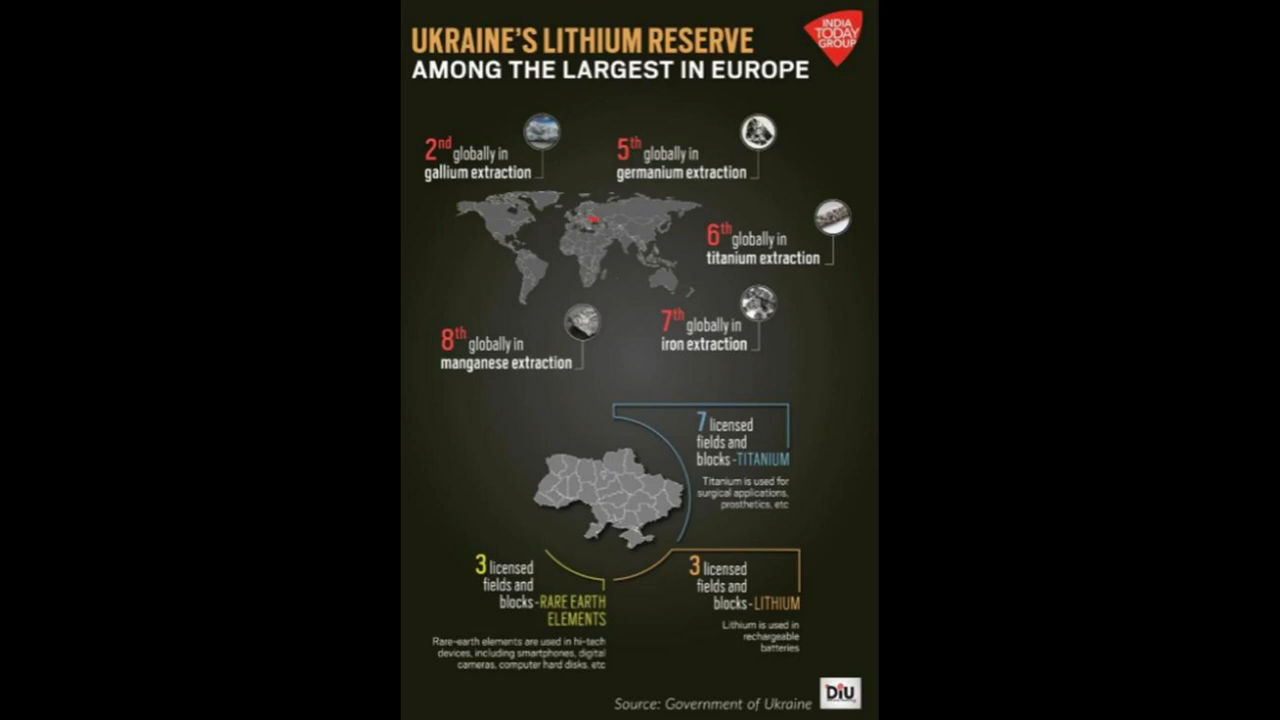 UKRAINE'S LITHIUM RESERVE
AMONG THE LARGEST IN EUROPE
INDIA
TODAY
GROUP
2nd globally in
gallium extraction
5th globally in
germanium extraction
6th globally in
titanium extraction
7th globally in
iron extraction
8th globally in
manganese extraction
7 licensed
fields and
blocks-TITANIUM
Titanium is used for
surgical applications,
prosthetics, etc
3 licensed
fields and
blocks-RARE EARTH
ELEMENTS
Rare-earth elements are used in hi-tech
devices, including smartphones, digital
cameras, computer hard disks, etc
3 licensed
fields and
blocks-LITHIUM
Lithium is used in
rechargeable
batteries
Source: Government of Ukraine
DiU